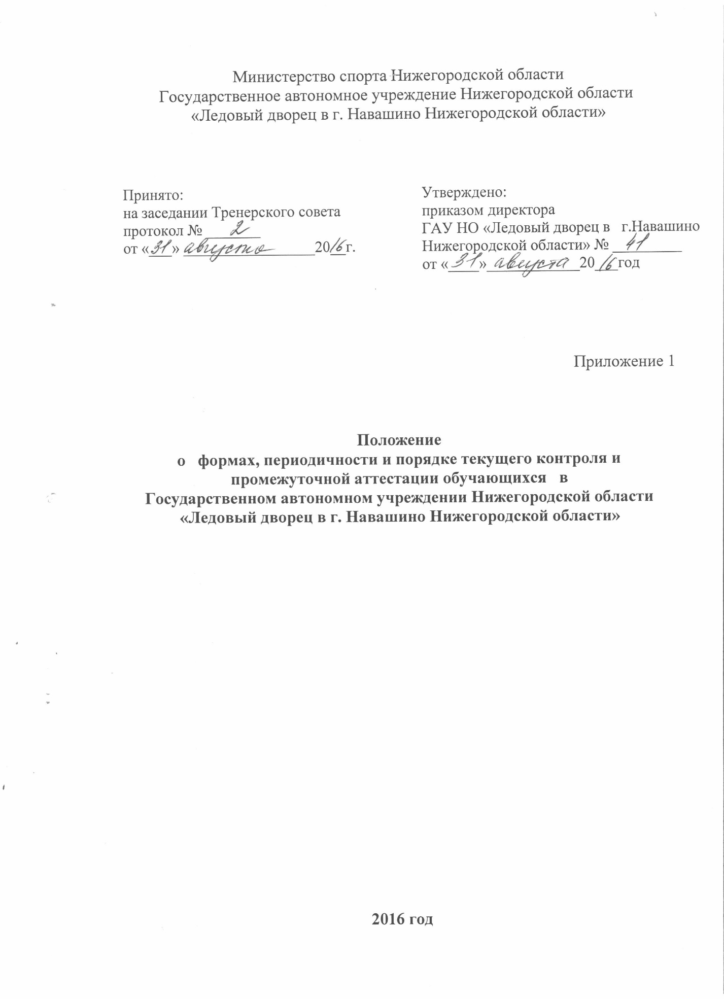 Министерство спорта Нижегородской области
Государственное автономное учреждение Нижегородской области
«Ледовый дворец в г. Навашино Нижегородской области»
Принято:
на заседании Тренерского совета
протокол № 2
от «31» августа 2016г.
Утверждено:
приказом директора
ГАУ НО «Ледовый дворец в г.Навашино
Нижегородской области» № 41
от «31» августа 2016год
Приложение 1
Положение
о формах, периодичности и порядке текущего контроля и
промежуточной аттестации обучающихся в
Государственном автономном учреждении Нижегородской области
«Ледовый дворец в г. Навашино Нижегородской области»
2016 год